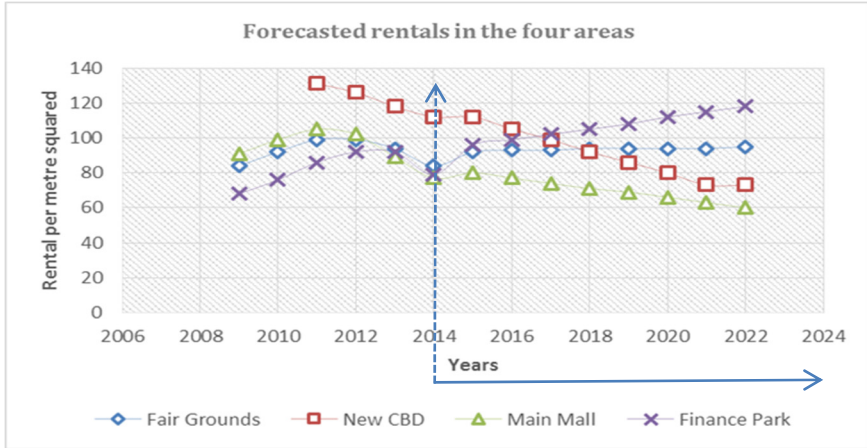 Forecasted rentals in the four areas
Rental per metre squared
140
120
100
80
60
40
20
0
2006 2008 2010 2012 2014 2016 2018 2020 2022 2024
Years
Fair Grounds New CBD Main Mall Finance Park